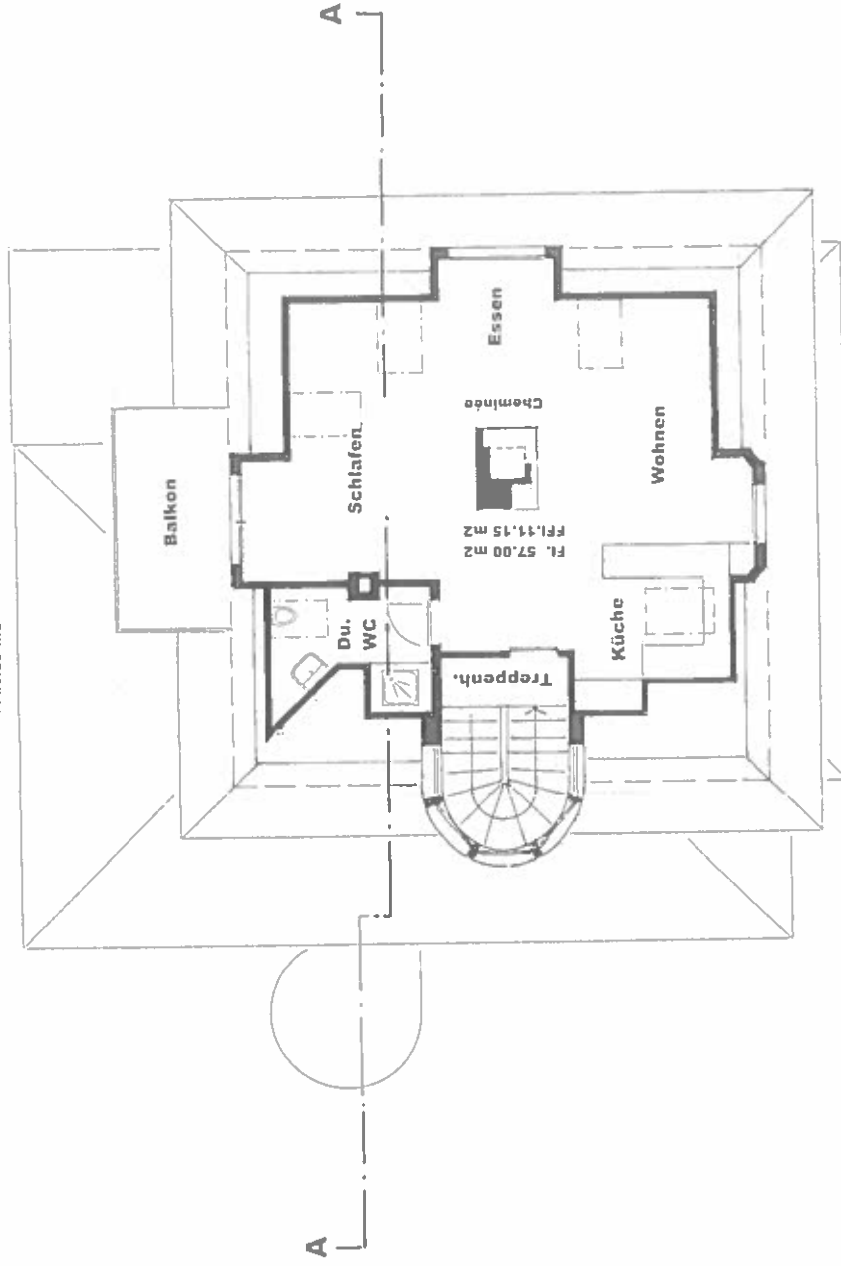 A
Balkon
Schlafen
Du.
WC
Essen
Cheminée
Fl. 57.00 m2
FFl.11.15 m2
Wohnen
Küche
Treppenh.
A